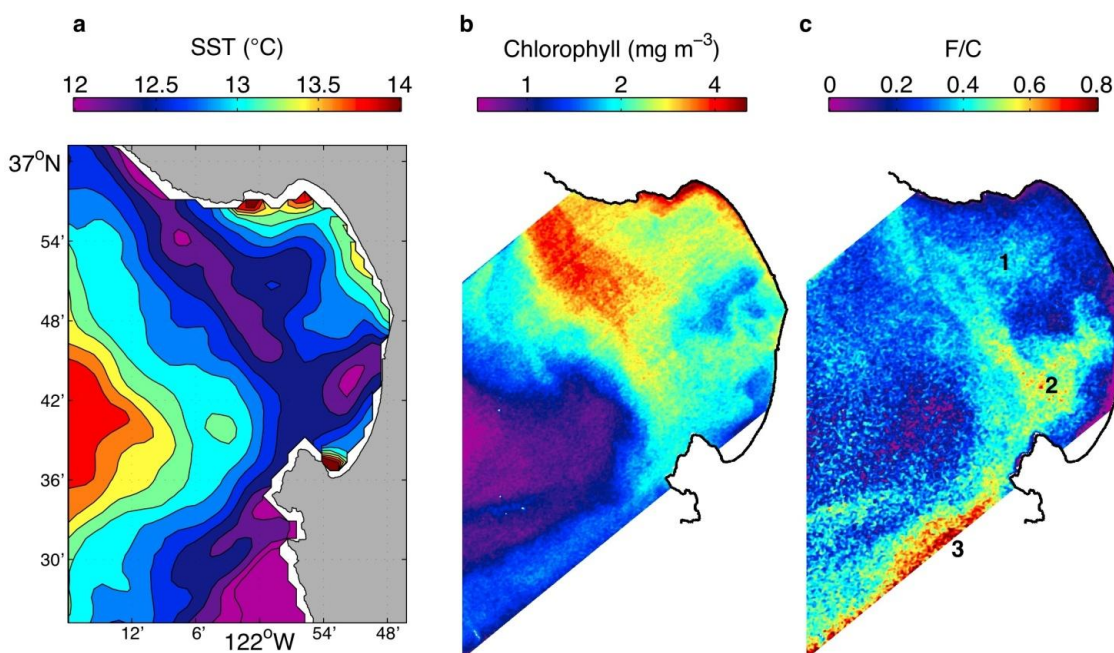 a
SST (°C)
12 12.5 13 13.5 14
37°N
54'
48'
42'
36'
30'
12' 6' 122°W 54' 48'
b
Chlorophyll (mg m⁻³)
1 2 4
c
F/C
0 0.2 0.4 0.6 0.8
1
2
3